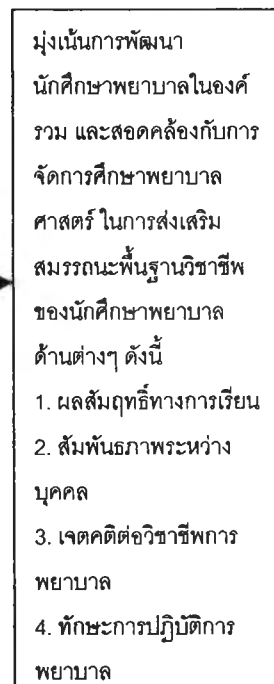 มุ่งเน้นการพัฒนา
นักศึกษาพยาบาลในองค์
รวม และสอดคล้องกับการ
จัดการศึกษาพยาบาล
ศาสตร์ ในการส่งเสริม
สมรรถนะพื้นฐานวิชาชีพ
ของนักศึกษาพยาบาล
ด้านต่างๆ ดังนี้
1. ผลสัมฤทธิ์ทางการเรียน
2. สัมพันธภาพระหว่าง
บุคคล
3. เจตคติต่อวิชาชีพการ
พยาบาล
4. ทักษะการปฏิบัติการ
พยาบาล